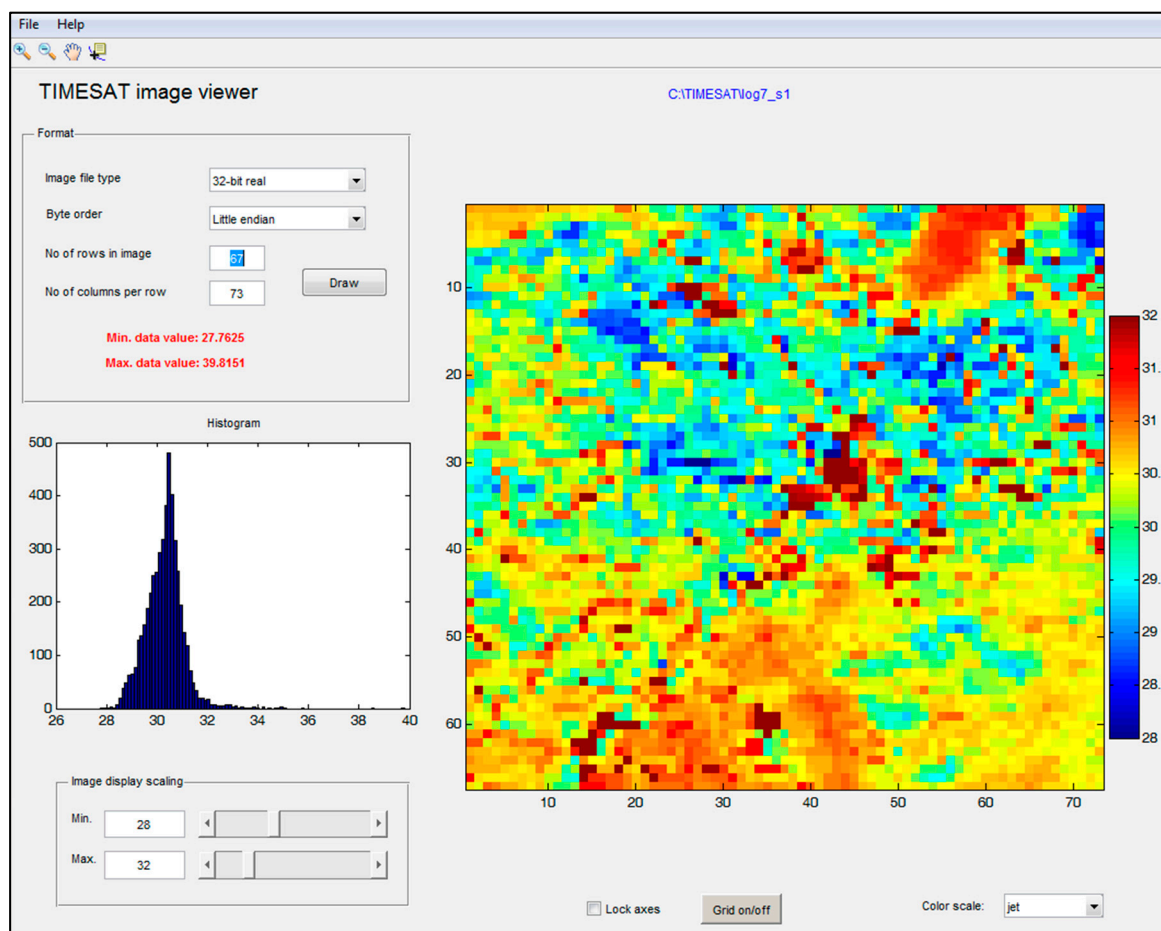 File Help
TIMESAT image viewer
C:\TIMESAT\log7_s1
Format
Image file type 32-bit real
Byte order Little endian
No of rows in image 67
No of columns per row 73
Draw
Min. data value: 27.7625
Max. data value: 39.8151
Histogram
500
400
300
200
100
0
26 28 30 32 34 36 38 40
10
20
30
40
50
60
10 20 30 40 50 60 70
32
31.
31
30.
30
29.
29
28.
28
Image display scaling
Min. 28
Max. 32
Lock axes
Grid on/off
Color scale: jet